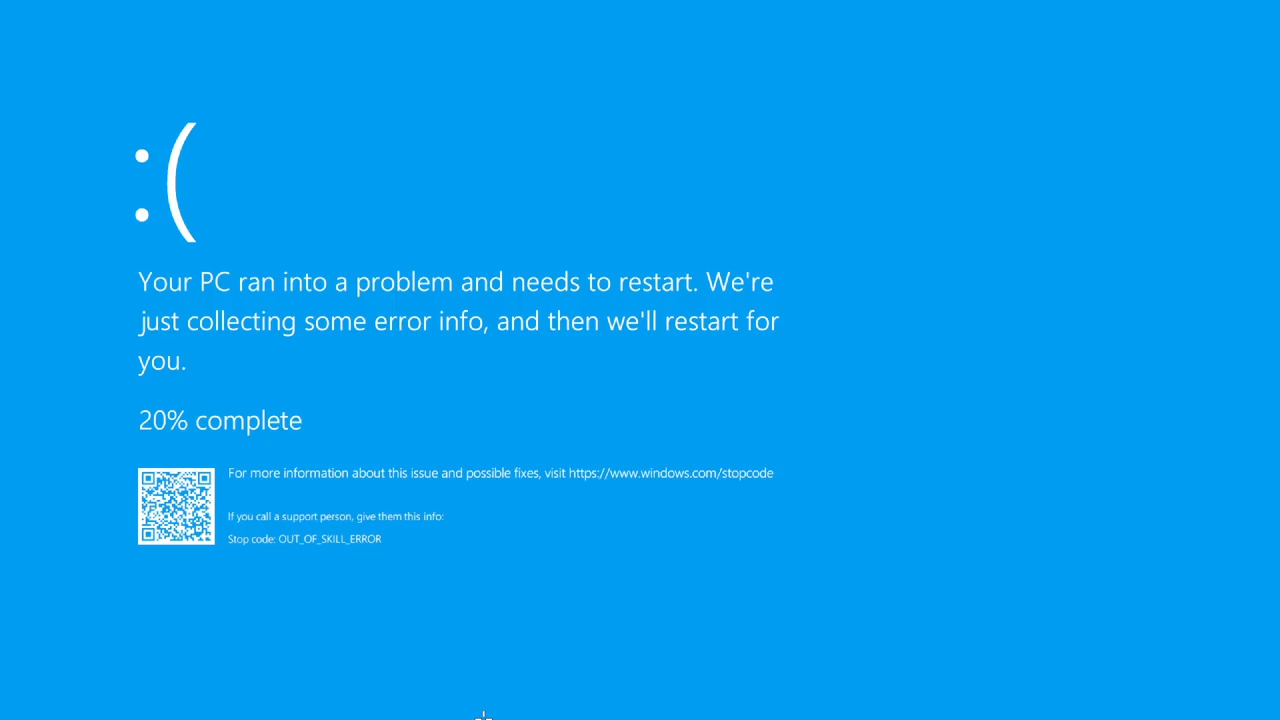 :(
Your PC ran into a problem and needs to restart. We're
just collecting some error info, and then we'll restart for
you.
20% complete
For more information about this issue and possible fixes, visit https://www.windows.com/stopcode
If you call a support person, give them this info:
Stop code: OUT_OF_SKILL_ERROR